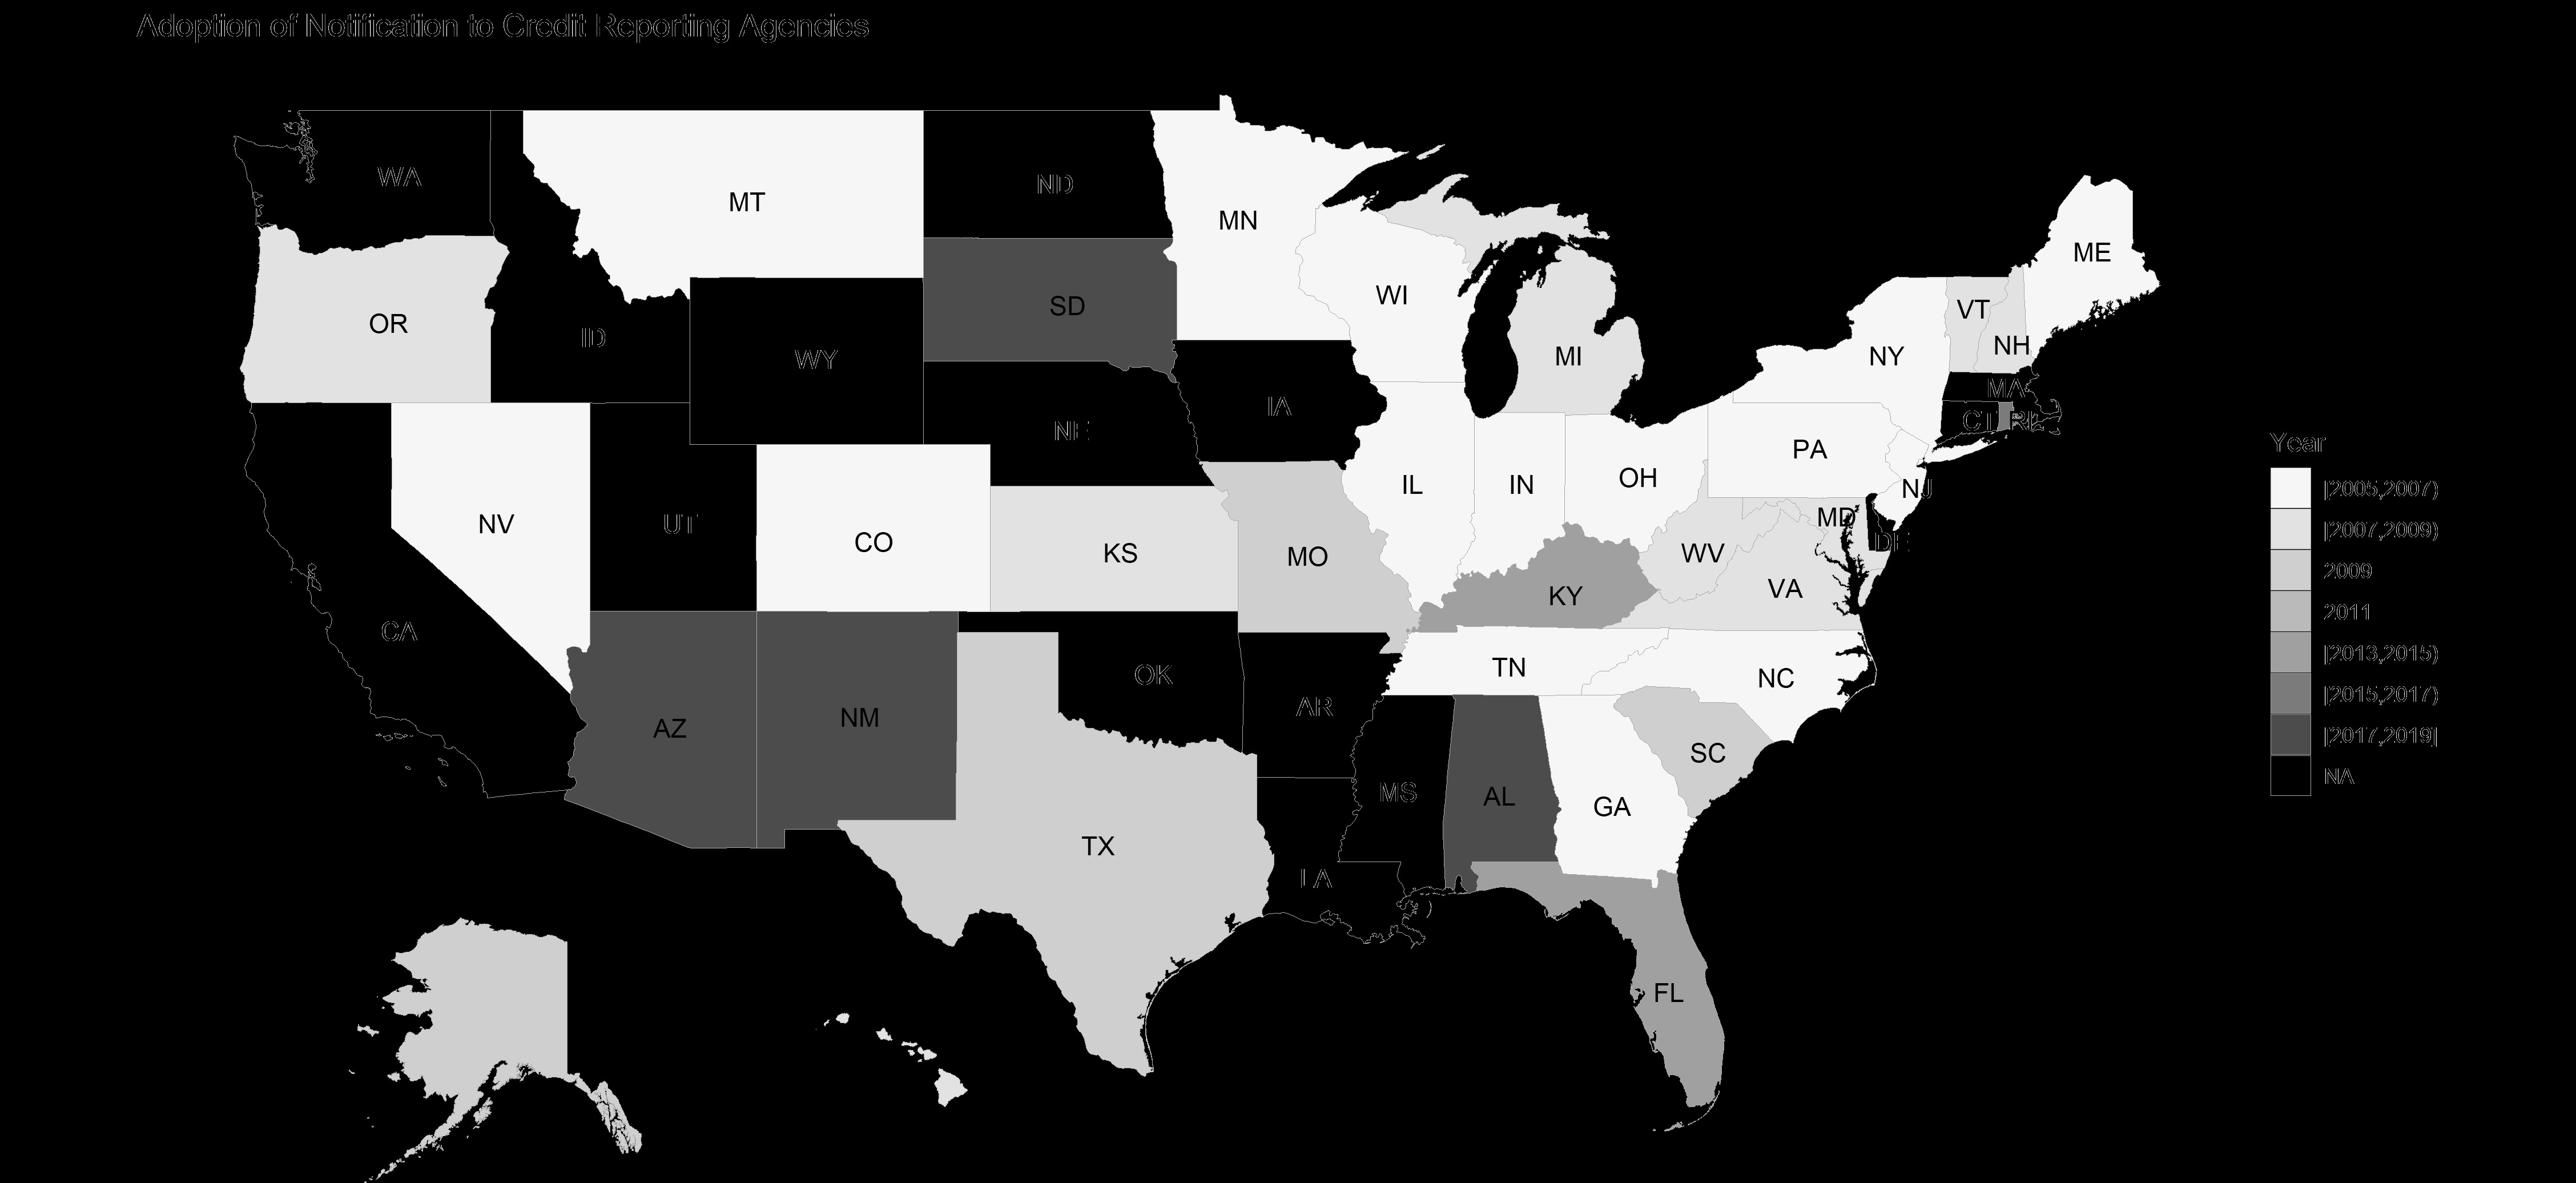 Adoption of Notification to Credit Reporting Agencies
WA
MT
ND
MN
ME
OR
ID
WY
SD
WI
MI
NY
VT
NH
MA
CT
RI
NV
UT
CO
NE
IA
IL
IN
OH
PA
NJ
KS
MO
KY
WV
VA
MD
DE
CA
AZ
NM
OK
AR
TN
NC
TX
LA
MS
AL
GA
SC
FL
Year
[2005,2007)
[2007,2009)
2009
2011
[2013,2015)
[2015,2017)
[2017,2019]
NA